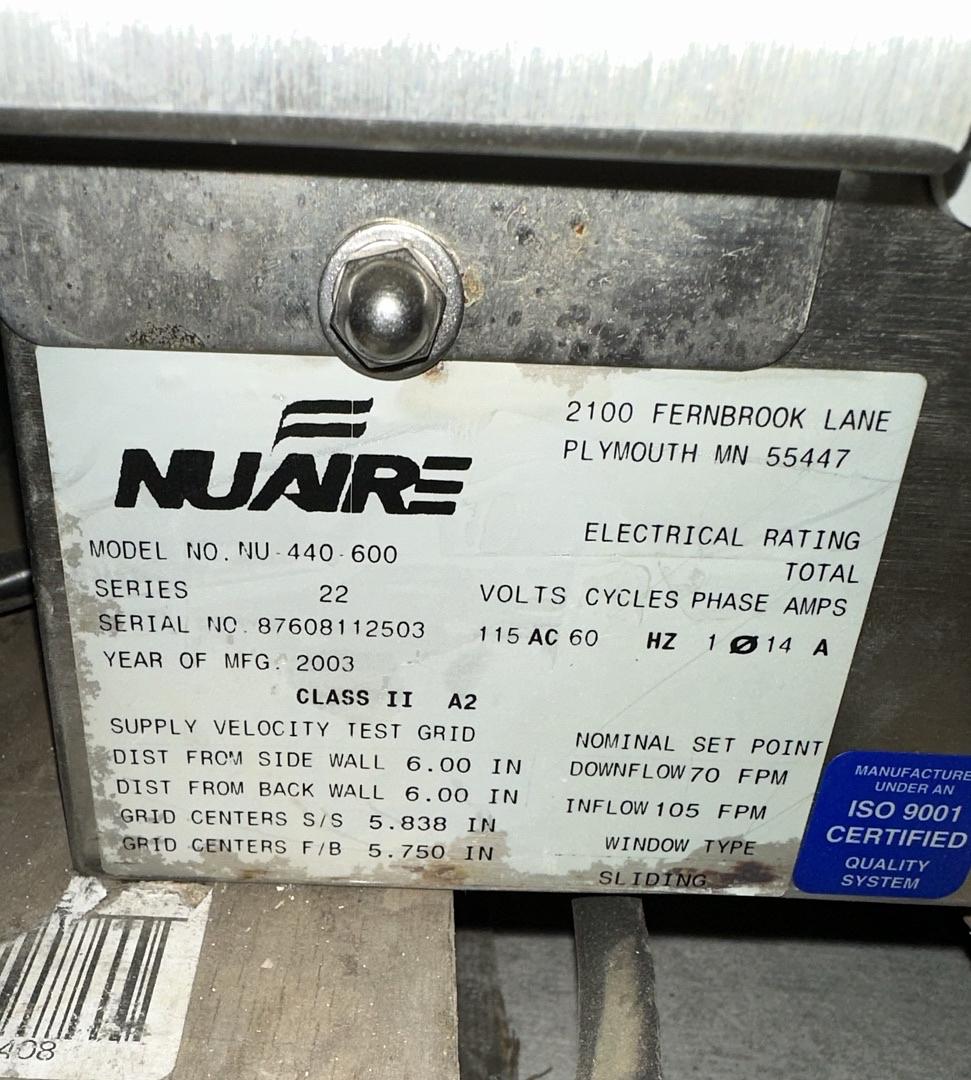 NUAIRE
2100 FERNBROOK LANE
PLYMOUTH MN 55447
MODEL NO. NU-440-600
SERIES 22
SERIAL NO. 87608112503
YEAR OF MFG. 2003
CLASS II A2
SUPPLY VELOCITY TEST GRID
DIST FROM SIDE WALL 6.00 IN
DIST FROM BACK WALL 6.00 IN
GRID CENTERS S/S 5.838 IN
GRID CENTERS F/B 5.750 IN
ELECTRICAL RATING
TOTAL
VOLTS CYCLES PHASE AMPS
115 AC 60 HZ 1 Ø 14 A
NOMINAL SET POINT
DOWNFLOW 70 FPM
INFLOW 105 FPM
WINDOW TYPE
SLIDING
MANUFACTURE
UNDER AN
ISO 9001
CERTIFIED
QUALITY
SYSTEM
408